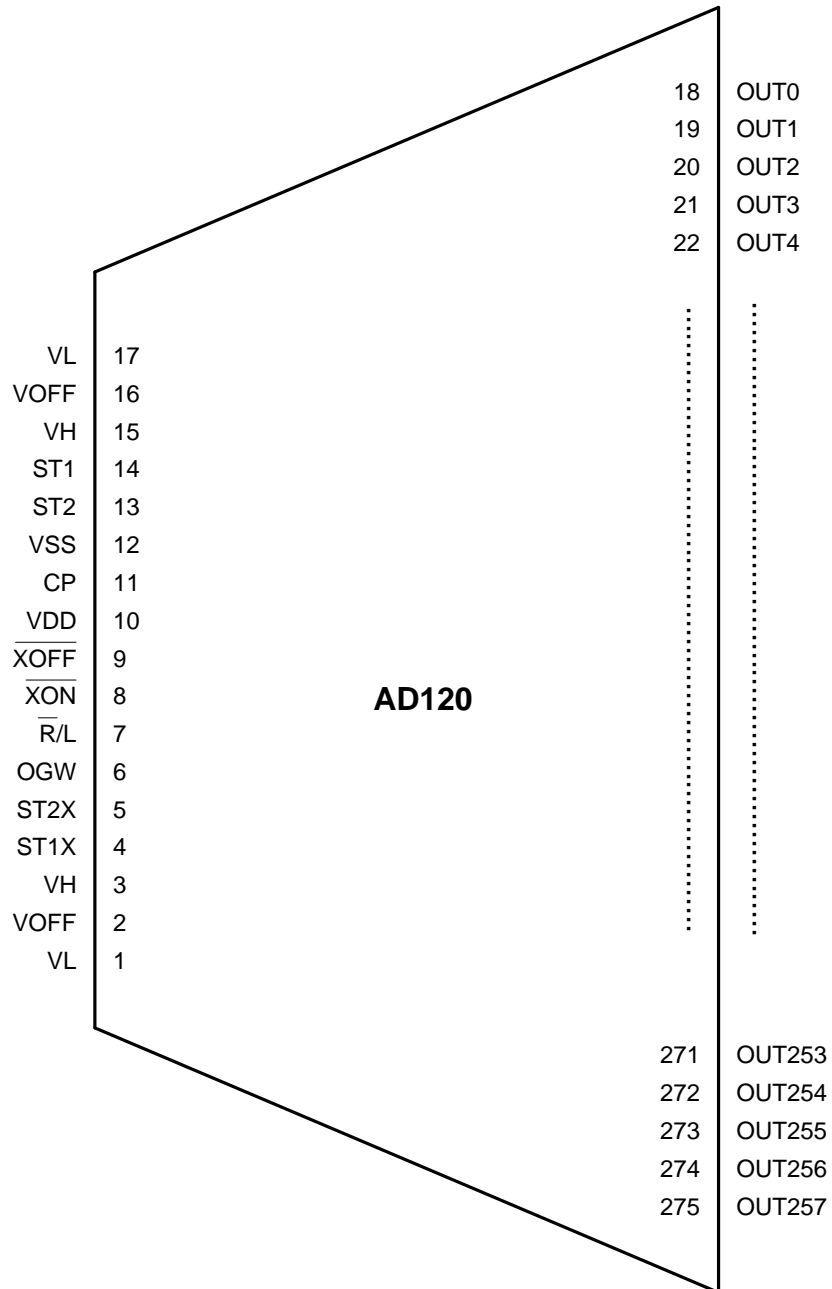 18 OUT0
19 OUT1
20 OUT2
21 OUT3
22 OUT4
VL 17
VOFF 16
VH 15
ST1 14
ST2 13
VSS 12
CP 11
VDD 10
X̅O̅F̅F̅ 9
X̅O̅N̅ 8
AD120
R̅/L 7
OGW 6
ST2X 5
ST1X 4
VH 3
VOFF 2
VL 1
271 OUT253
272 OUT254
273 OUT255
274 OUT256
275 OUT257